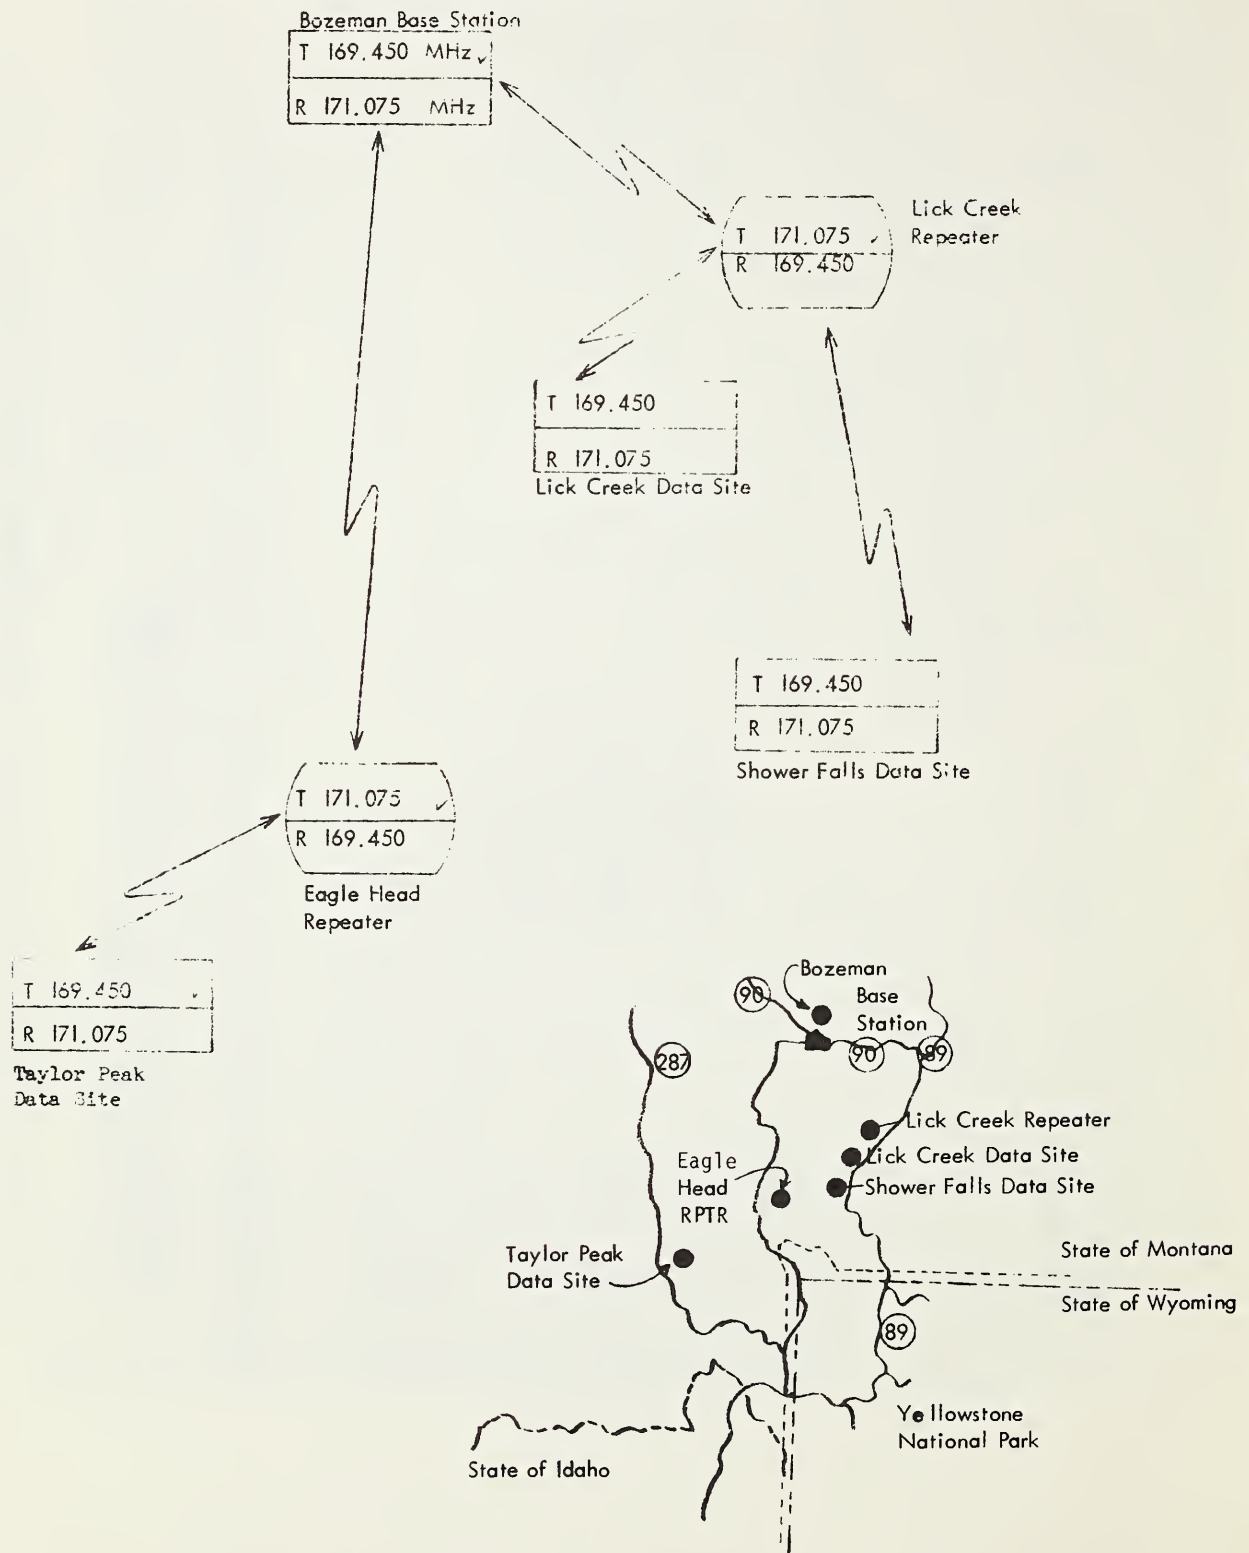 Bozeman Base Station
T 169.450 MHz ✓
R 171.075 MHz
Lick Creek
Repeater
T 171.075 ✓
R 169.450
T 169.450
R 171.075
Lick Creek Data Site
T 169.450
R 171.075
Shower Falls Data Site
T 171.075 ✓
R 169.450
Eagle Head
Repeater
T 169.450 ✓
R 171.075
Taylor Peak
Data Site
Bozeman
Base
Station
90
90
89
287
Lick Creek Repeater
Lick Creek Data Site
Shower Falls Data Site
Eagle
Head
RPTR
Taylor Peak
Data Site
State of Montana
State of Wyoming
89
Yellowstone
National Park
State of Idaho